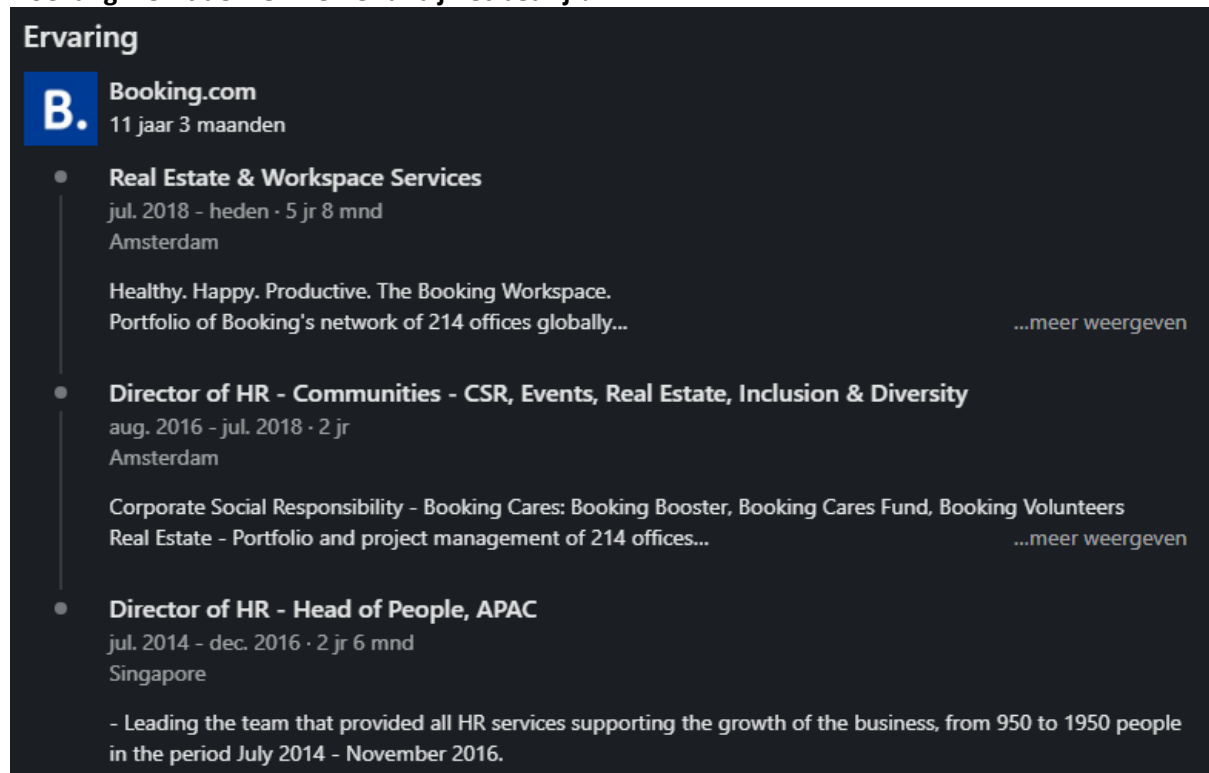 Ervaring
B.
Booking.com
11 jaar 3 maanden
Real Estate & Workspace Services
jul. 2018 - heden · 5 jr 8 mnd
Amsterdam
Healthy. Happy. Productive. The Booking Workspace.
Portfolio of Booking's network of 214 offices globally... ...meer weergeven
Director of HR - Communities - CSR, Events, Real Estate, Inclusion & Diversity
aug. 2016 - jul. 2018 · 2 jr
Amsterdam
Corporate Social Responsibility - Booking Cares: Booking Booster, Booking Cares Fund, Booking Volunteers
Real Estate - Portfolio and project management of 214 offices... ...meer weergeven
Director of HR - Head of People, APAC
jul. 2014 - dec. 2016 · 2 jr 6 mnd
Singapore
- Leading the team that provided all HR services supporting the growth of the business, from 950 to 1950 people
in the period July 2014 - November 2016.